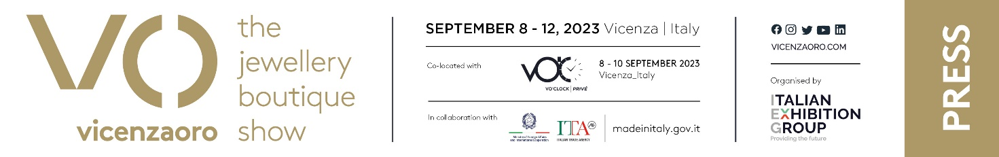 VO
vicenzaoro
the
jewellery
boutique
show
SEPTEMBER 8 - 12, 2023 Vicenza | Italy
Co-located with
VO'C
VO'CLOCK | PRIVÉ
8 - 10 SEPTEMBER 2023
Vicenza_Italy
In collaboration with
Ministry of Foreign Affairs
and International Cooperation
ITA
ITALIAN TRADE AGENCY
madeinitaly.gov.it
VICENZAORO.COM
Organised by
ITALIAN
EXHIBITION
GROUP
Providing the future
PRESS